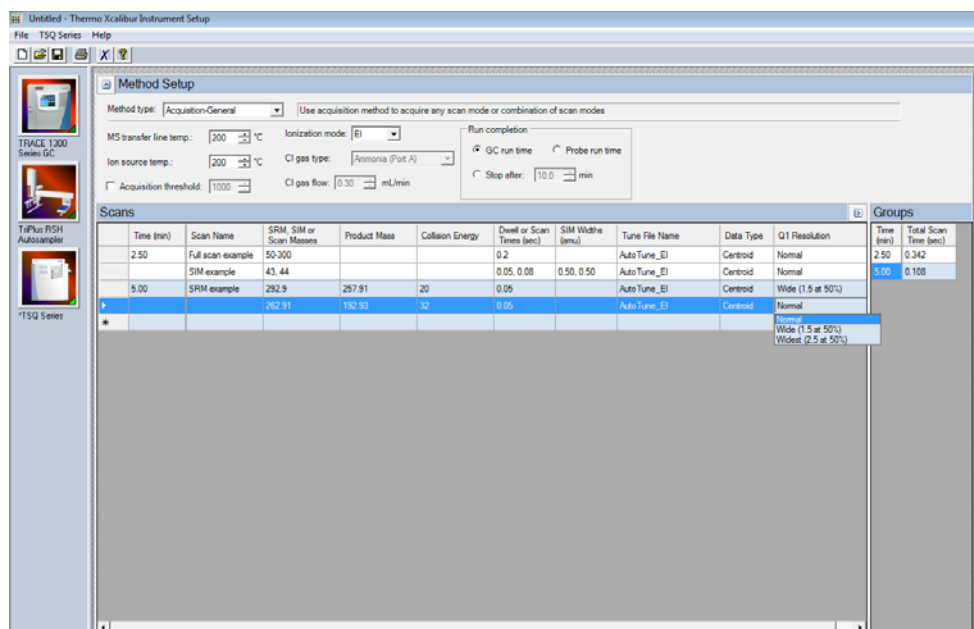 Untitled - Thermo Xcalibur Instrument Setup
File TSQ Series Help
Method Setup
Method type: Acquisition-General Use acquisition method to acquire any scan mode or combination of scan modes
MS transfer line temp.: 200 °C Ionization mode: EI
Ion source temp.: 200 °C CI gas type: Ammonia (Port A)
Acquisition threshold: 1000 CI gas flow: 0.30 mL/min
Run completion
GC run time Probe run time
Stop after: 10.0 min
TRACE 1300
Series GC
TriPlus RSH
Autosampler
*TSQ Series
Scans
Time (min) Scan Name SRM, SIM or Scan Masses Product Mass Collision Energy Dwell or Scan Times (sec) SIM Widths (amu) Tune File Name Data Type Q1 Resolution
2.50 Full scan example 50-300 0.2 AutoTune_EI Centroid Normal
SIM example 43, 44 0.05, 0.08 0.50, 0.50 AutoTune_EI Centroid Normal
5.00 SRM example 292.9 257.91 20 0.05 AutoTune_EI Centroid Wide (1.5 at 50%)
262.91 192.93 32 0.05 AutoTune_EI Centroid Normal
Normal
Wide (1.5 at 50%)
Widest (2.5 at 50%)
Groups
Time (min) Total Scan Time (sec)
2.50 0.342
5.00 0.108